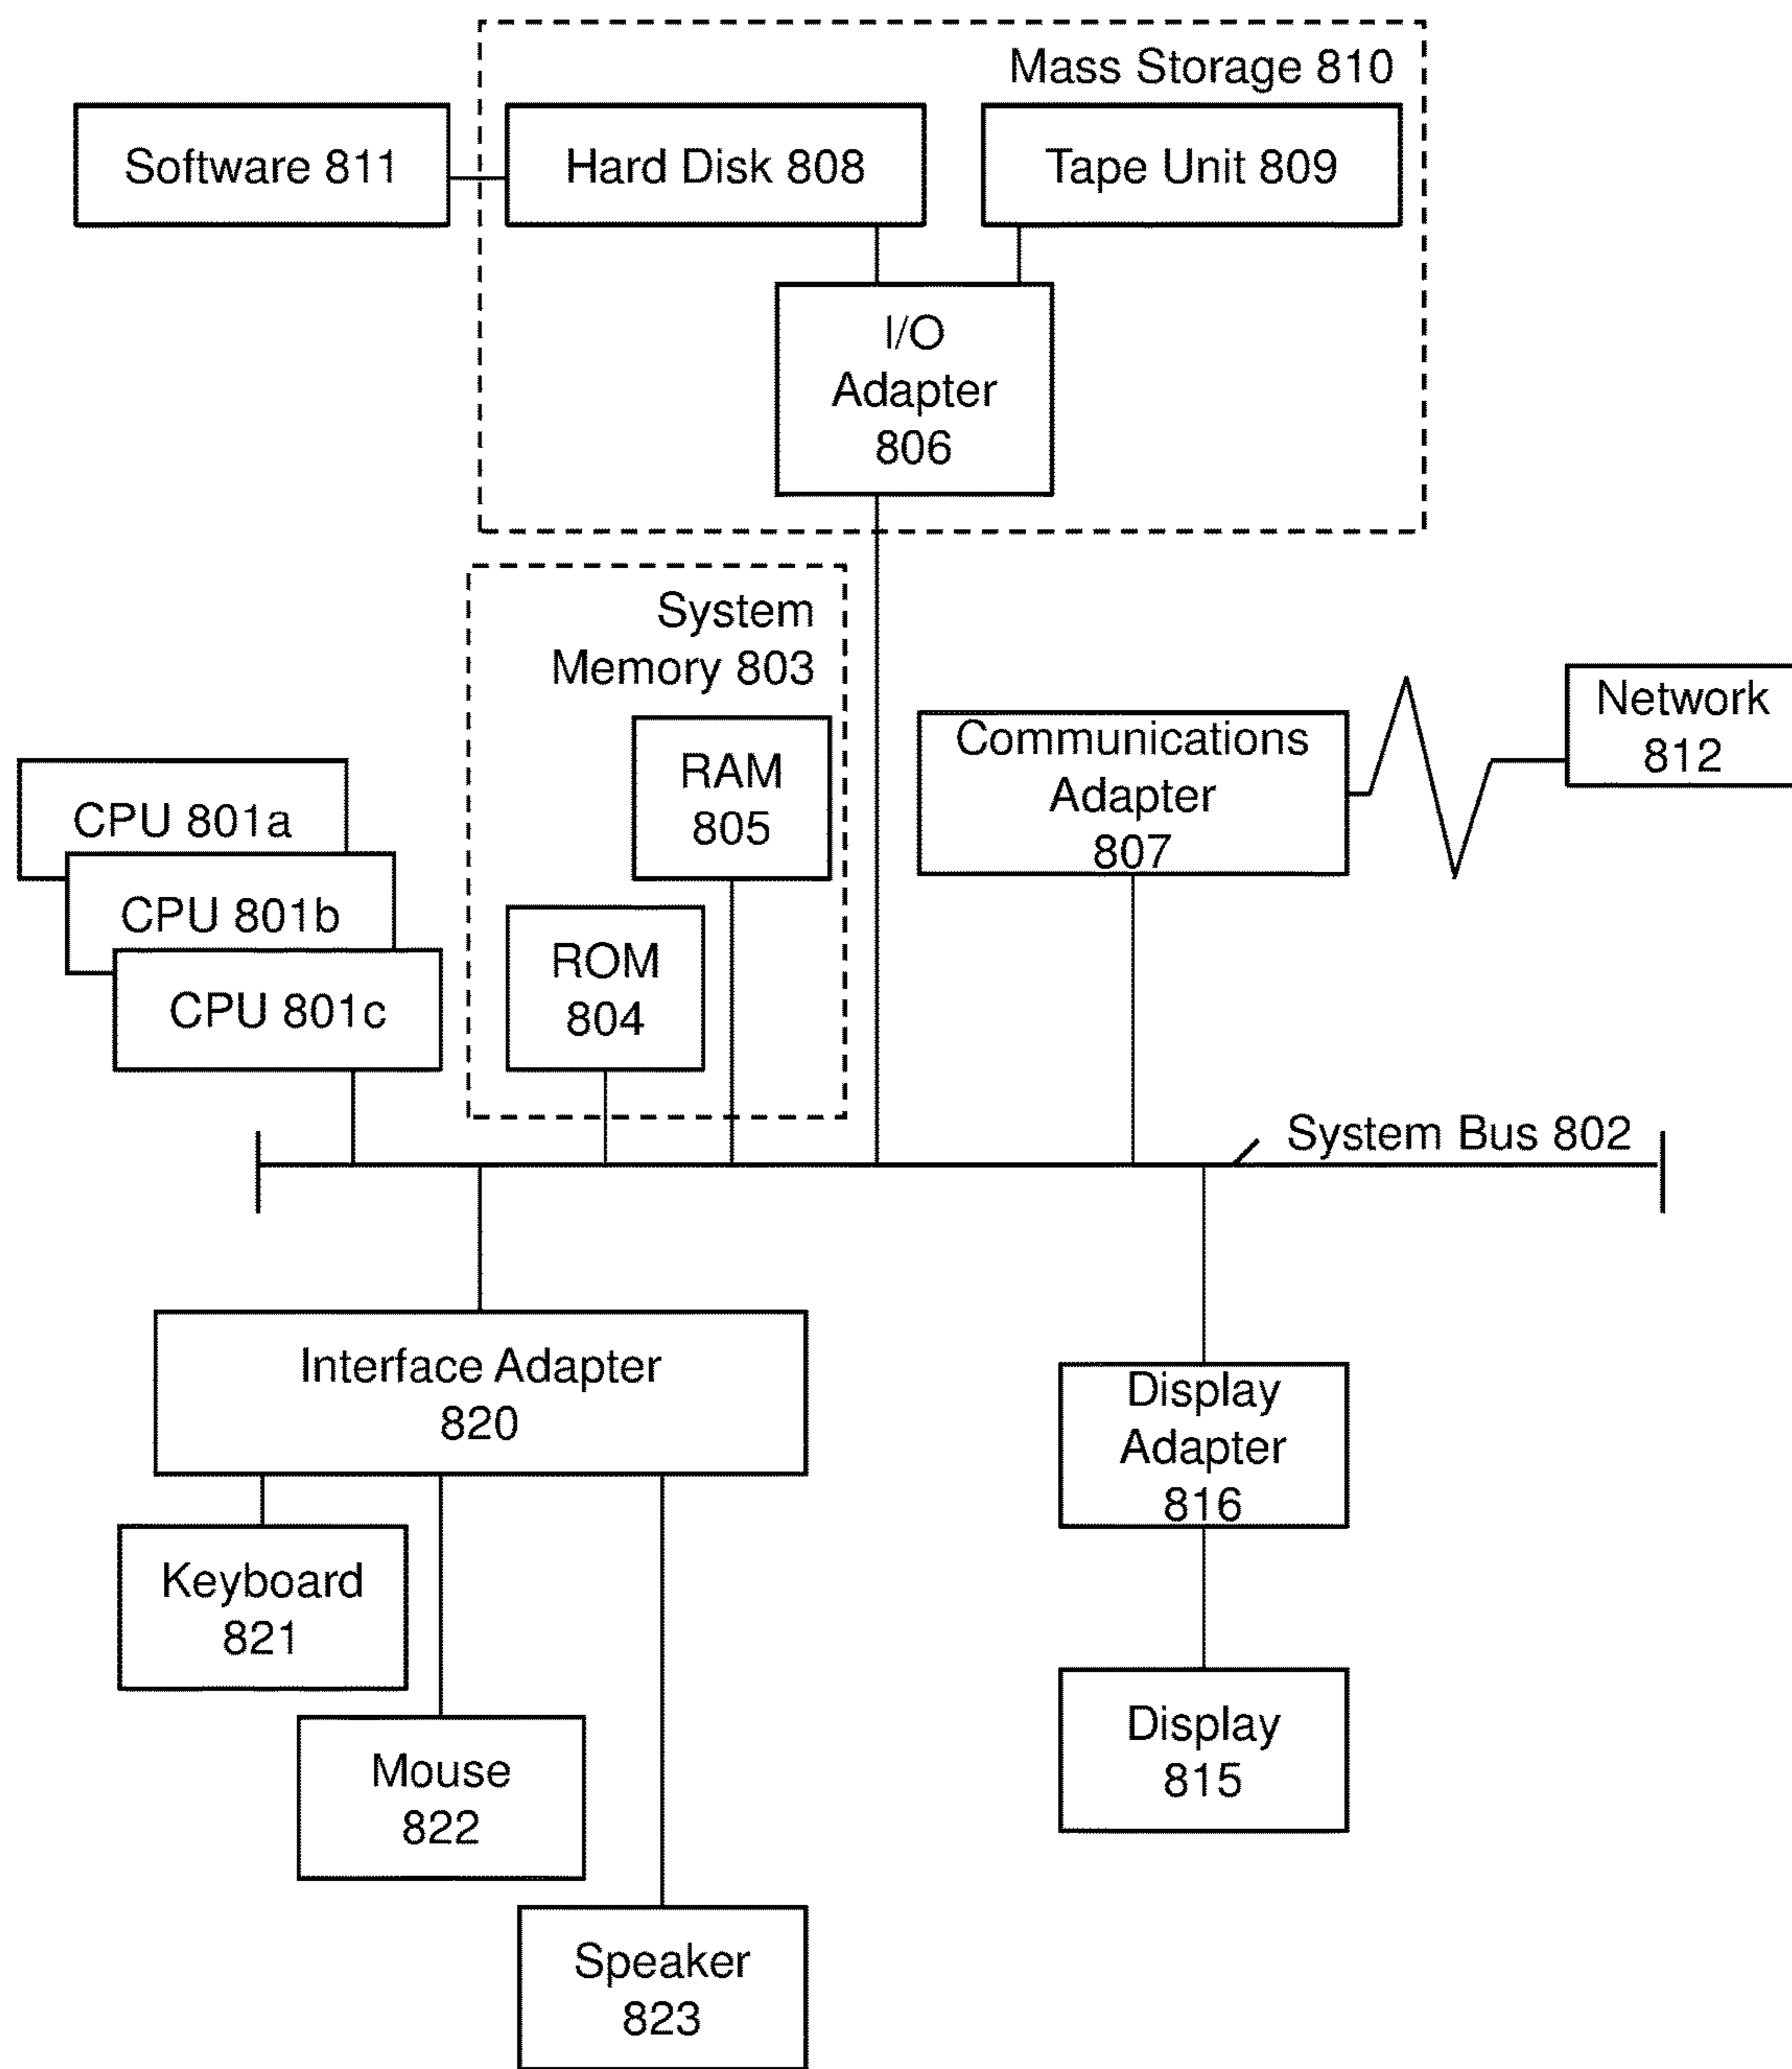 Mass Storage 810
Software 811
Hard Disk 808
Tape Unit 809
I/O
Adapter
806
System
Memory 803
RAM
805
ROM
804
Communications
Adapter
807
Network
812
CPU 801a
CPU 801b
CPU 801c
System Bus 802
Interface Adapter
820
Display
Adapter
816
Keyboard
821
Mouse
822
Speaker
823
Display
815